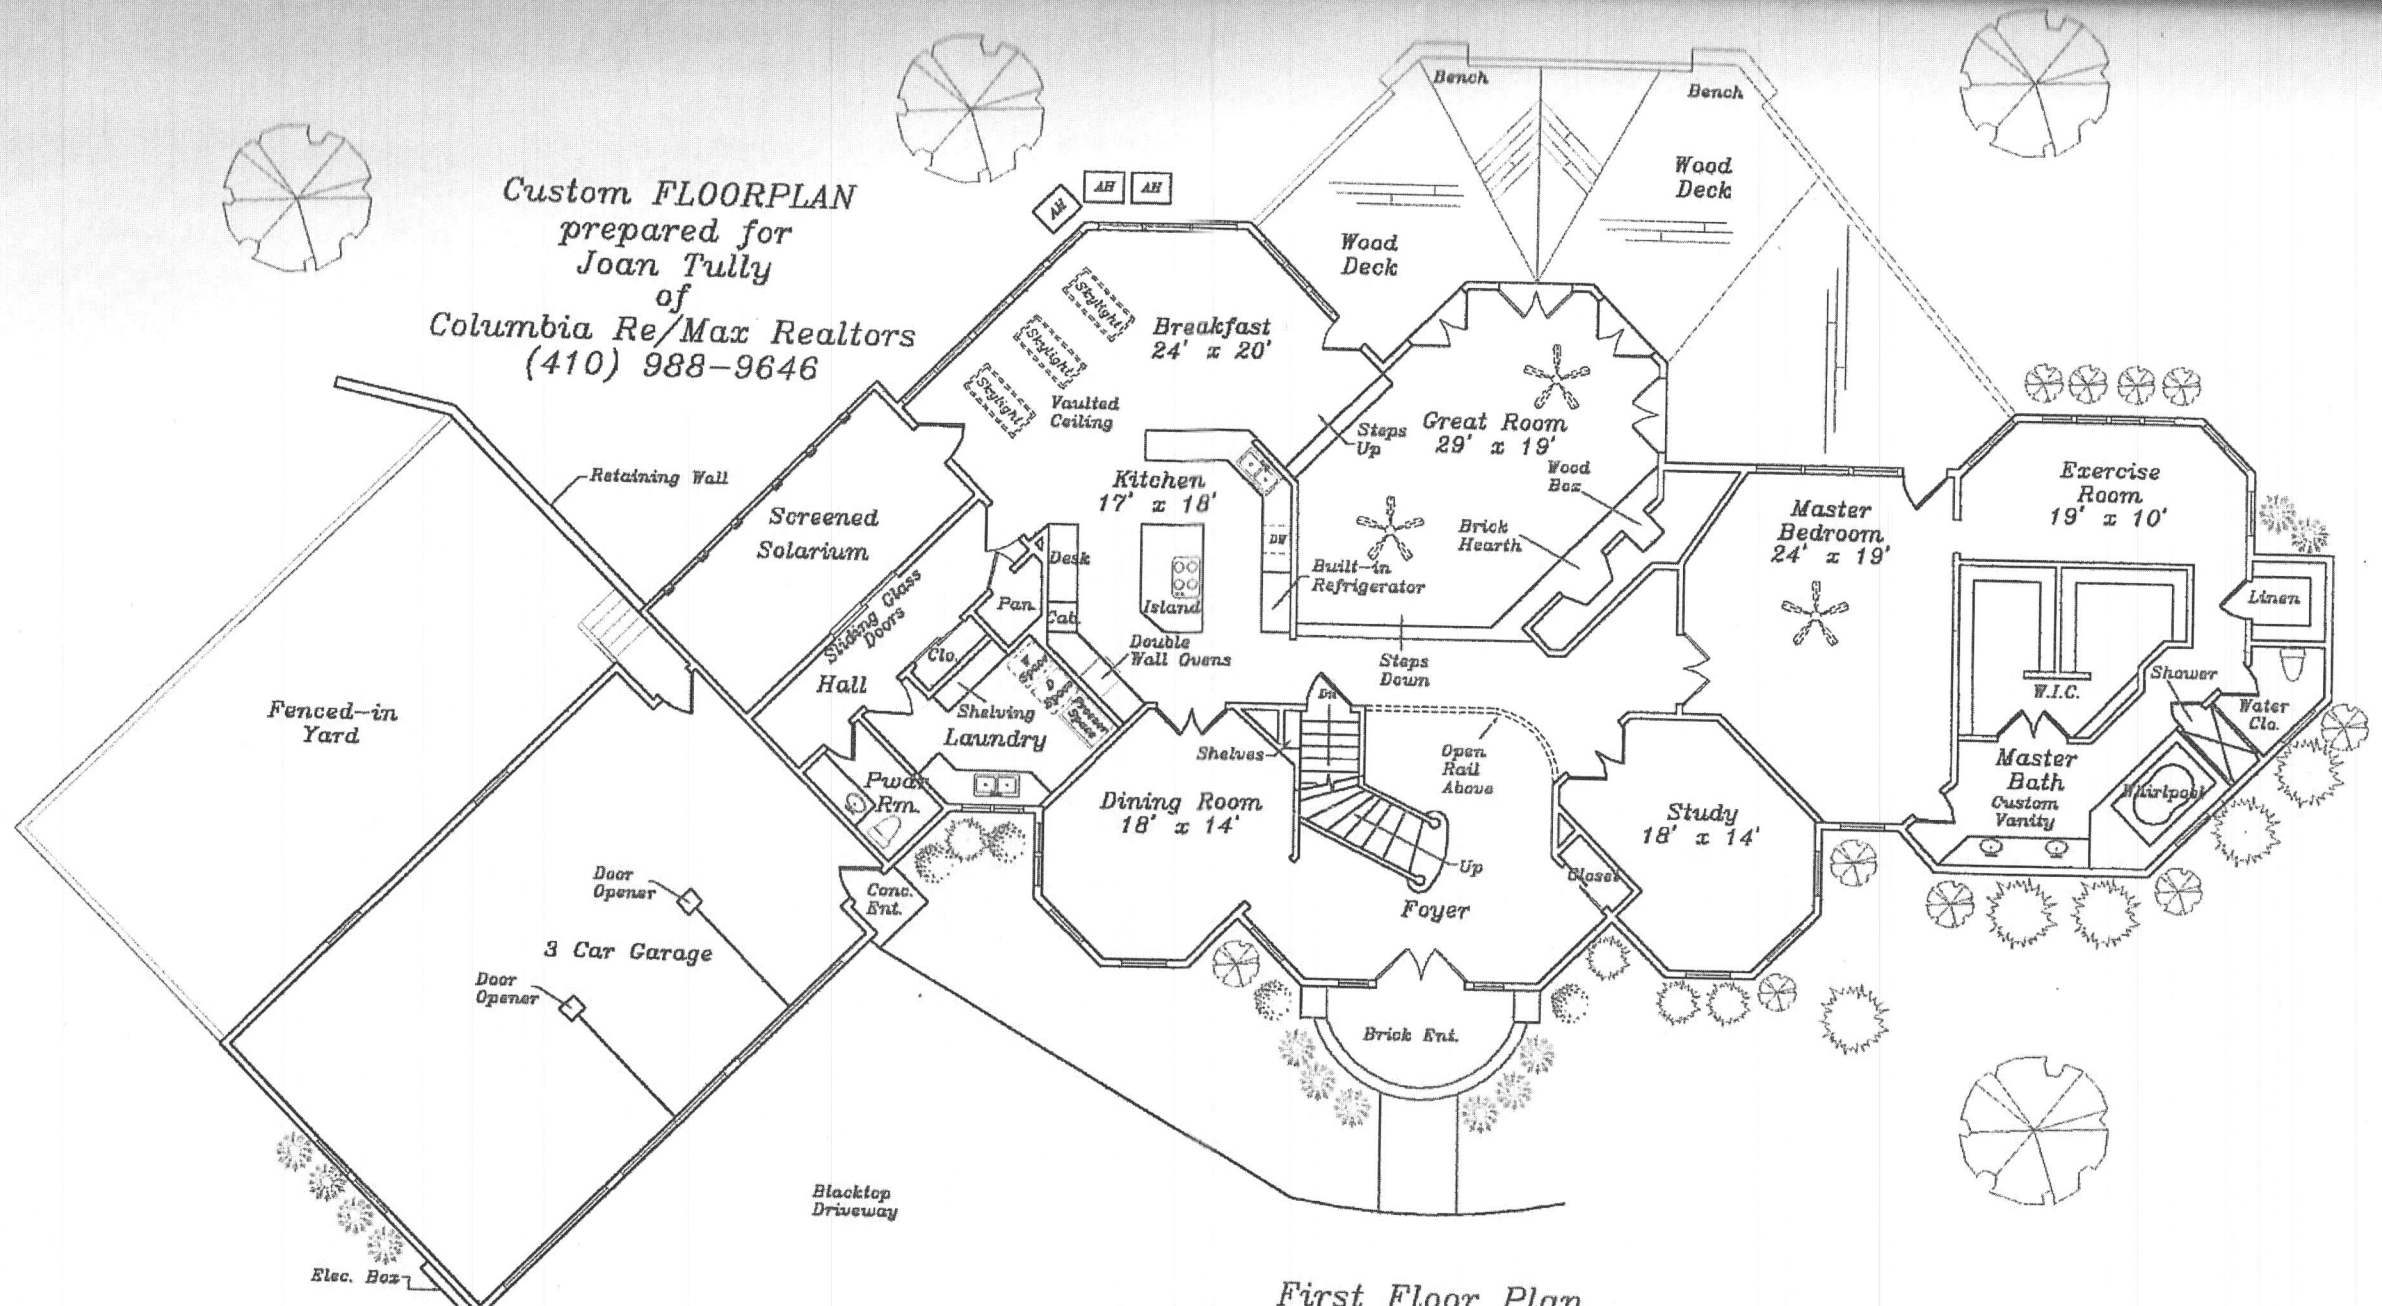 Custom FLOORPLAN
prepared for
Joan Tully
of
Columbia Re/Max Realtors
(410) 988-9646
AH
AH
AH
Bench
Bench
Wood
Deck
Wood
Deck
Skylight
Skylight
Skylight
Breakfast
24' x 20'
Vaulted
Ceiling
Steps
Up
Great Room
29' x 19'
Wood
Box
Brick
Hearth
Retaining Wall
Screened
Solarium
Kitchen
17' x 18'
DW
Desk
Island
Built-in
Refrigerator
Master
Bedroom
24' x 19'
Exercise
Room
19' x 10'
Linen
Sliding Glass
Doors
Pan.
Cab.
Clo.
Double
Wall Ovens
Steps
Down
Hall
Shelving
Laundry
W
Space
D
Space
Freezer
Space
Fenced-in
Yard
Shower
W.I.C.
Water
Clo.
Shelves
Dn
Open
Rail
Above
Master
Bath
Custom
Vanity
Whirlpool
Pwdr
Rm.
Dining Room
18' x 14'
Study
18' x 14'
Up
Closet
Foyer
Door
Opener
Conc.
Ent.
3 Car Garage
Door
Opener
Brick Ent.
Blacktop
Driveway
Elec. Box
First Floor Plan